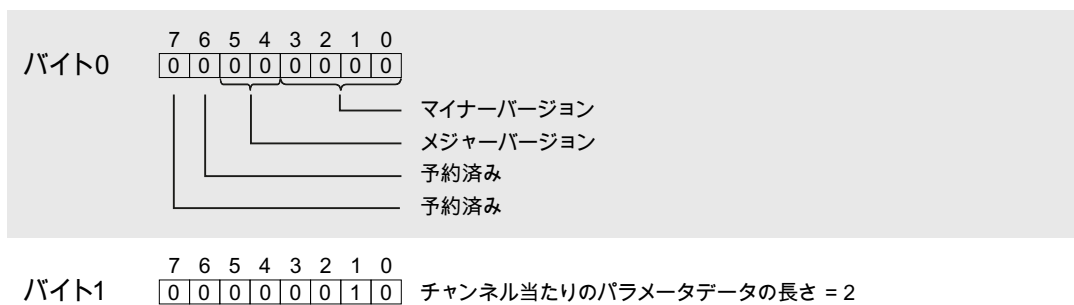 7 6 5 4 3 2 1 0
バイト0 0 0 0 0 0 0 0 0
マイナーバージョン
メジャーバージョン
予約済み
予約済み
7 6 5 4 3 2 1 0
バイト1 0 0 0 0 0 0 1 0 チャンネル当たりのパラメータデータの長さ = 2